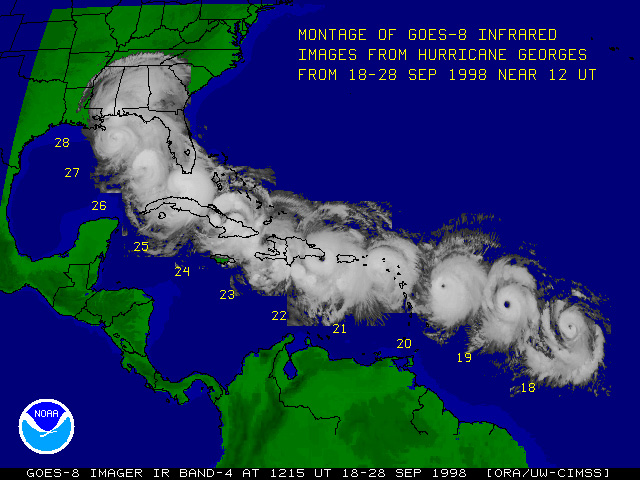 MONTAGE OF GOES-8 INFRARED
IMAGES FROM HURRICANE GEORGES
FROM 18-28 SEP 1998 NEAR 12 UT
28
27
26
25
24
23
22
21
20
19
18
NOAA
GOES-8 IMAGER IR BAND-4 AT 1215 UT 18-28 SEP 1998 [ORA/UW-CIMSS]